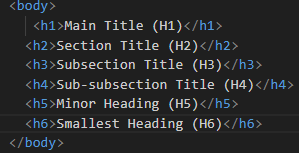 <body>
<h1>Main Title (H1)</h1>
<h2>Section Title (H2)</h2>
<h3>Subsection Title (H3)</h3>
<h4>Sub-subsection Title (H4)</h4>
<h5>Minor Heading (H5)</h5>
<h6>Smallest Heading (H6)</h6>
</body>